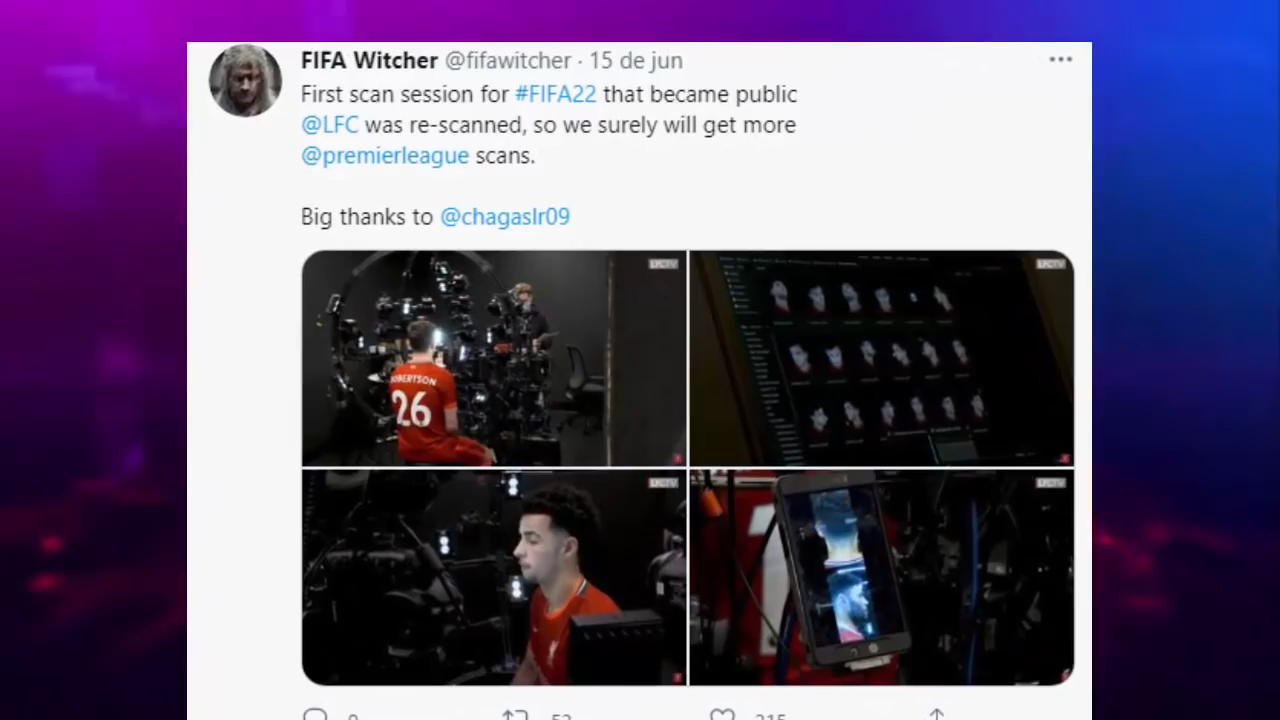 FIFA Witcher @fifawitcher · 15 de jun
First scan session for #FIFA22 that became public
@LFC was re-scanned, so we surely will get more
@premierleague scans.
Big thanks to @chagaslr09
LFCTV
LFCTV
ROBERTSON
26
LFCTV
LFCTV